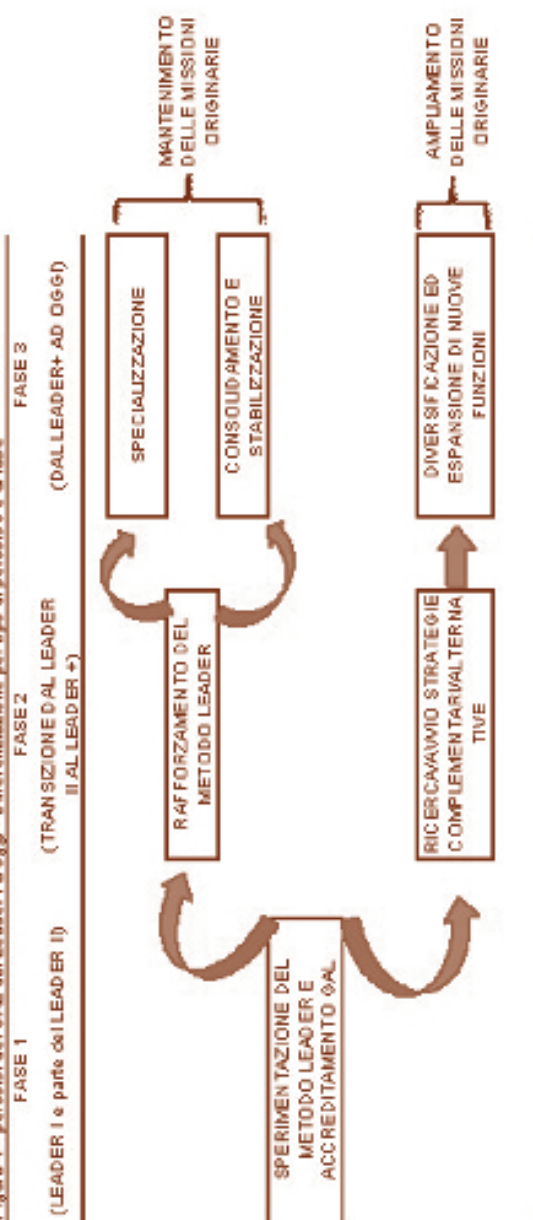 FASE 1
(LEADER I e parte del LEADER II)
FASE 2
(TRANSIZIONE DAL LEADER
II AL LEADER +)
FASE 3
(DAL LEADER+ AD OGGI)
SPERIMENTAZIONE DEL
METODO LEADER E
ACCREDITAMENTO GAL
RAFFORZAMENTO DEL
METODO LEADER
RICERCA/AVVIO STRATEGIE
COMPLEMENTARI/ALTERNA
TIVE
SPECIALIZZAZIONE
CONSOLIDAMENTO E
STABILIZZAZIONE
DIVERSIFICAZIONE ED
ESPANSIONE DI NUOVE
FUNZIONI
MANTENIMENTO
DELLE MISSIONI
ORIGINARIE
AMPLIAMENTO
DELLE MISSIONI
ORIGINARIE